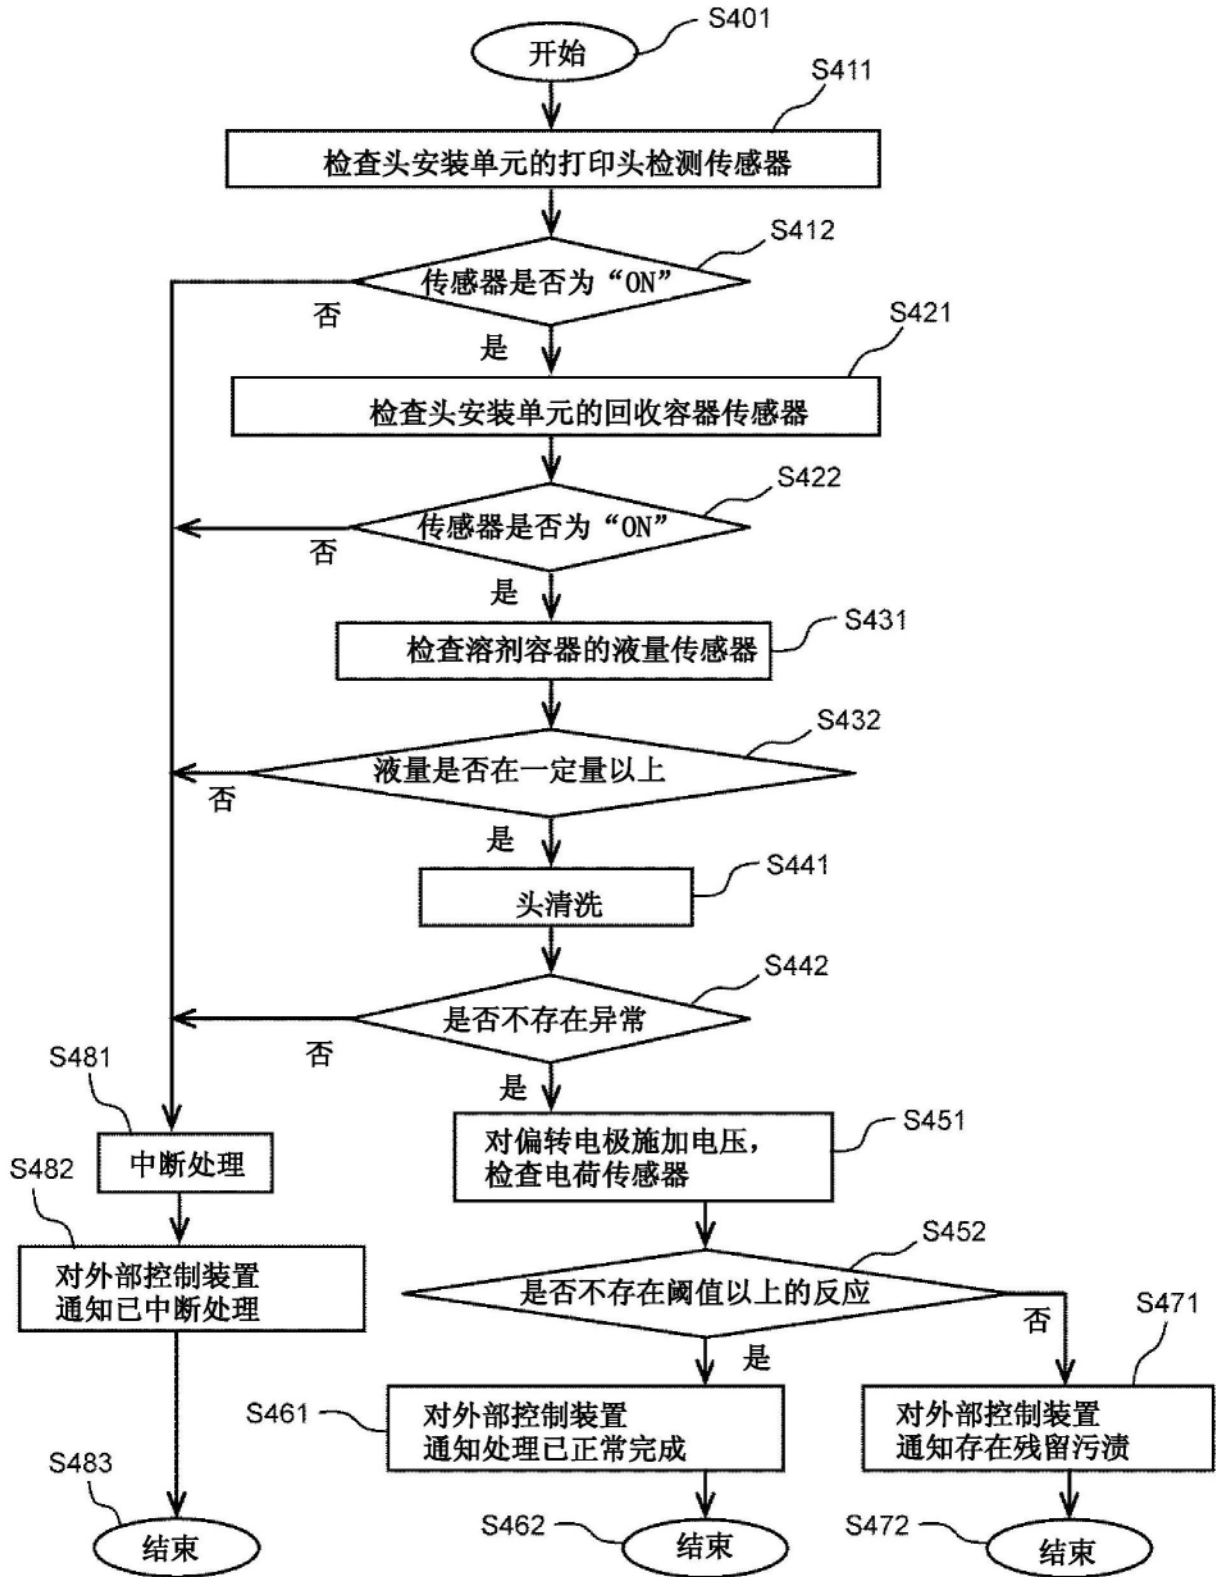 S401
开始
S411
检查头安装单元的打印头检测传感器
S412
传感器是否为“ON”
否
是
S421
检查头安装单元的回收容器传感器
S422
传感器是否为“ON”
否
是
S431
检查溶剂容器的液量传感器
S432
液量是否在一定量以上
否
是
S441
头清洗
S442
是否不存在异常
否
是
S481
中断处理
S451
对偏转电极施加电压，
检查电荷传感器
S482
对外部控制装置
通知已中断处理
S452
是否不存在阈值以上的反应
否
是
S461
对外部控制装置
通知处理已正常完成
S471
对外部控制装置
通知存在残留污渍
S483
结束
S462
结束
S472
结束